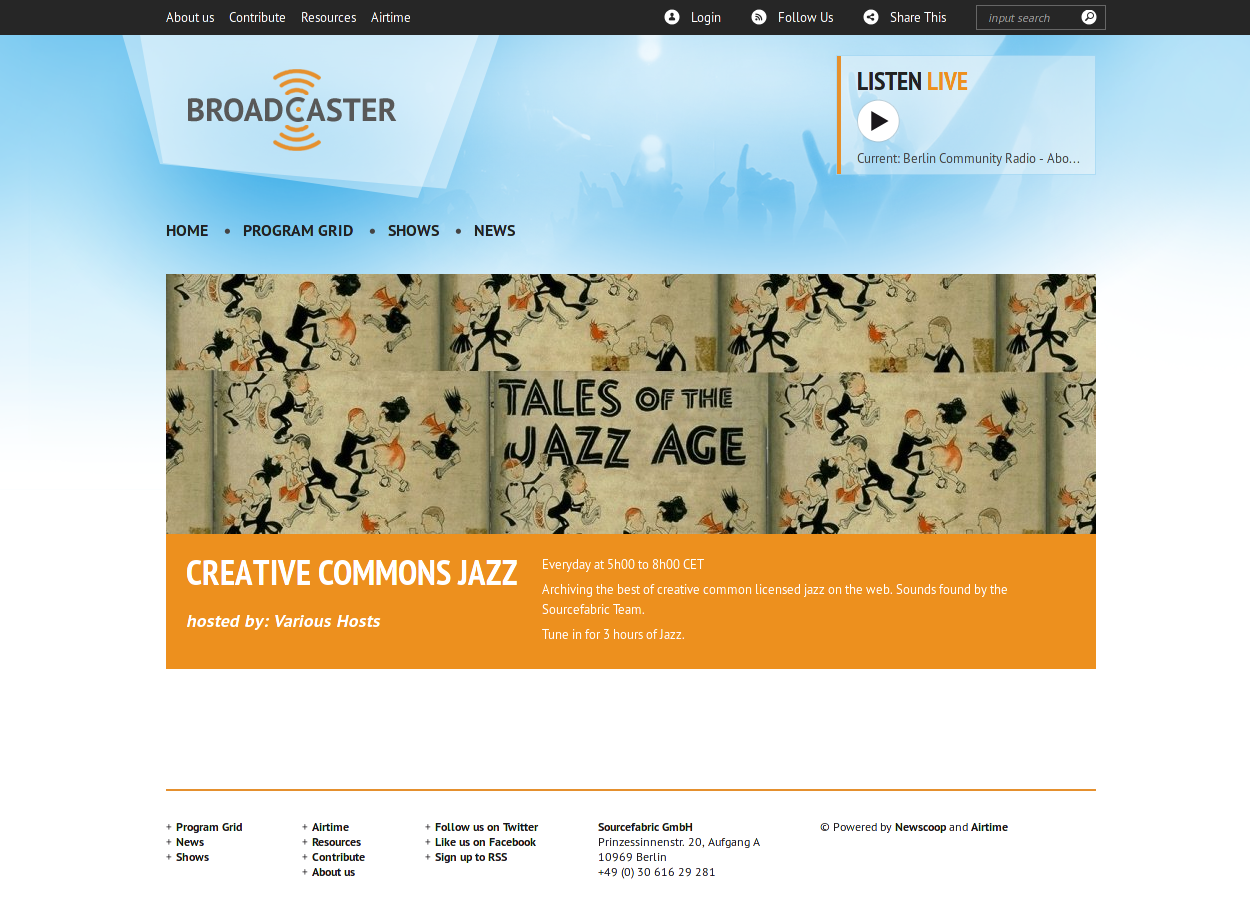 About us Contribute Resources Airtime Login Follow Us Share This input search
BROADCASTER
LISTEN LIVE
Current: Berlin Community Radio - Abo...
HOME • PROGRAM GRID • SHOWS • NEWS
TALES OF THE
JAZZ AGE
CREATIVE COMMONS JAZZ
hosted by: Various Hosts
Everyday at 5h00 to 8h00 CET
Archiving the best of creative common licensed jazz on the web. Sounds found by the
Sourcefabric Team.
Tune in for 3 hours of Jazz.
+ Program Grid
+ News
+ Shows
+ Airtime
+ Resources
+ Contribute
+ About us
+ Follow us on Twitter
+ Like us on Facebook
+ Sign up to RSS
Sourcefabric GmbH
Prinzessinnenstr. 20, Aufgang A
10969 Berlin
+49 (0) 30 616 29 281
© Powered by Newscoop and Airtime